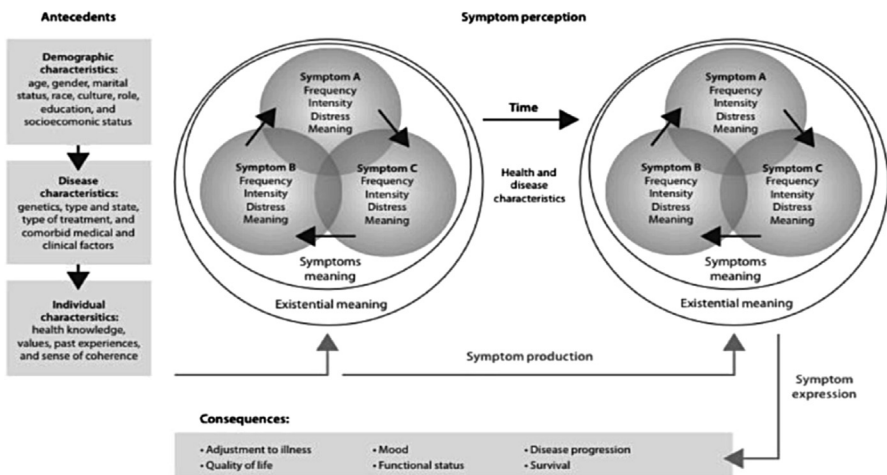 Antecedents
Symptom perception
Demographic
characteristics:
age, gender, marital
status, race, culture, role,
education, and
socioecomonic status
Disease
characteristics:
genetics, type and state,
type of treatment, and
comorbid medical and
clinical factors
Individual
charactersitics:
health knowledge,
values, past experiences,
and sense of coherence
Symptom A
Frequency
Intensity
Distress
Meaning
Symptom B
Frequency
Intensity
Distress
Meaning
Symptom C
Frequency
Intensity
Distress
Meaning
Symptoms
meaning
Existential meaning
Time
Health and
disease
characteristics
Symptom A
Frequency
Intensity
Distress
Meaning
Symptom B
Frequency
Intensity
Distress
Meaning
Symptom C
Frequency
Intensity
Distress
Meaning
Symptoms
meaning
Existential meaning
Symptom production
Symptom
expression
Consequences:
• Adjustment to illness
• Quality of life
• Mood
• Functional status
• Disease progression
• Survival